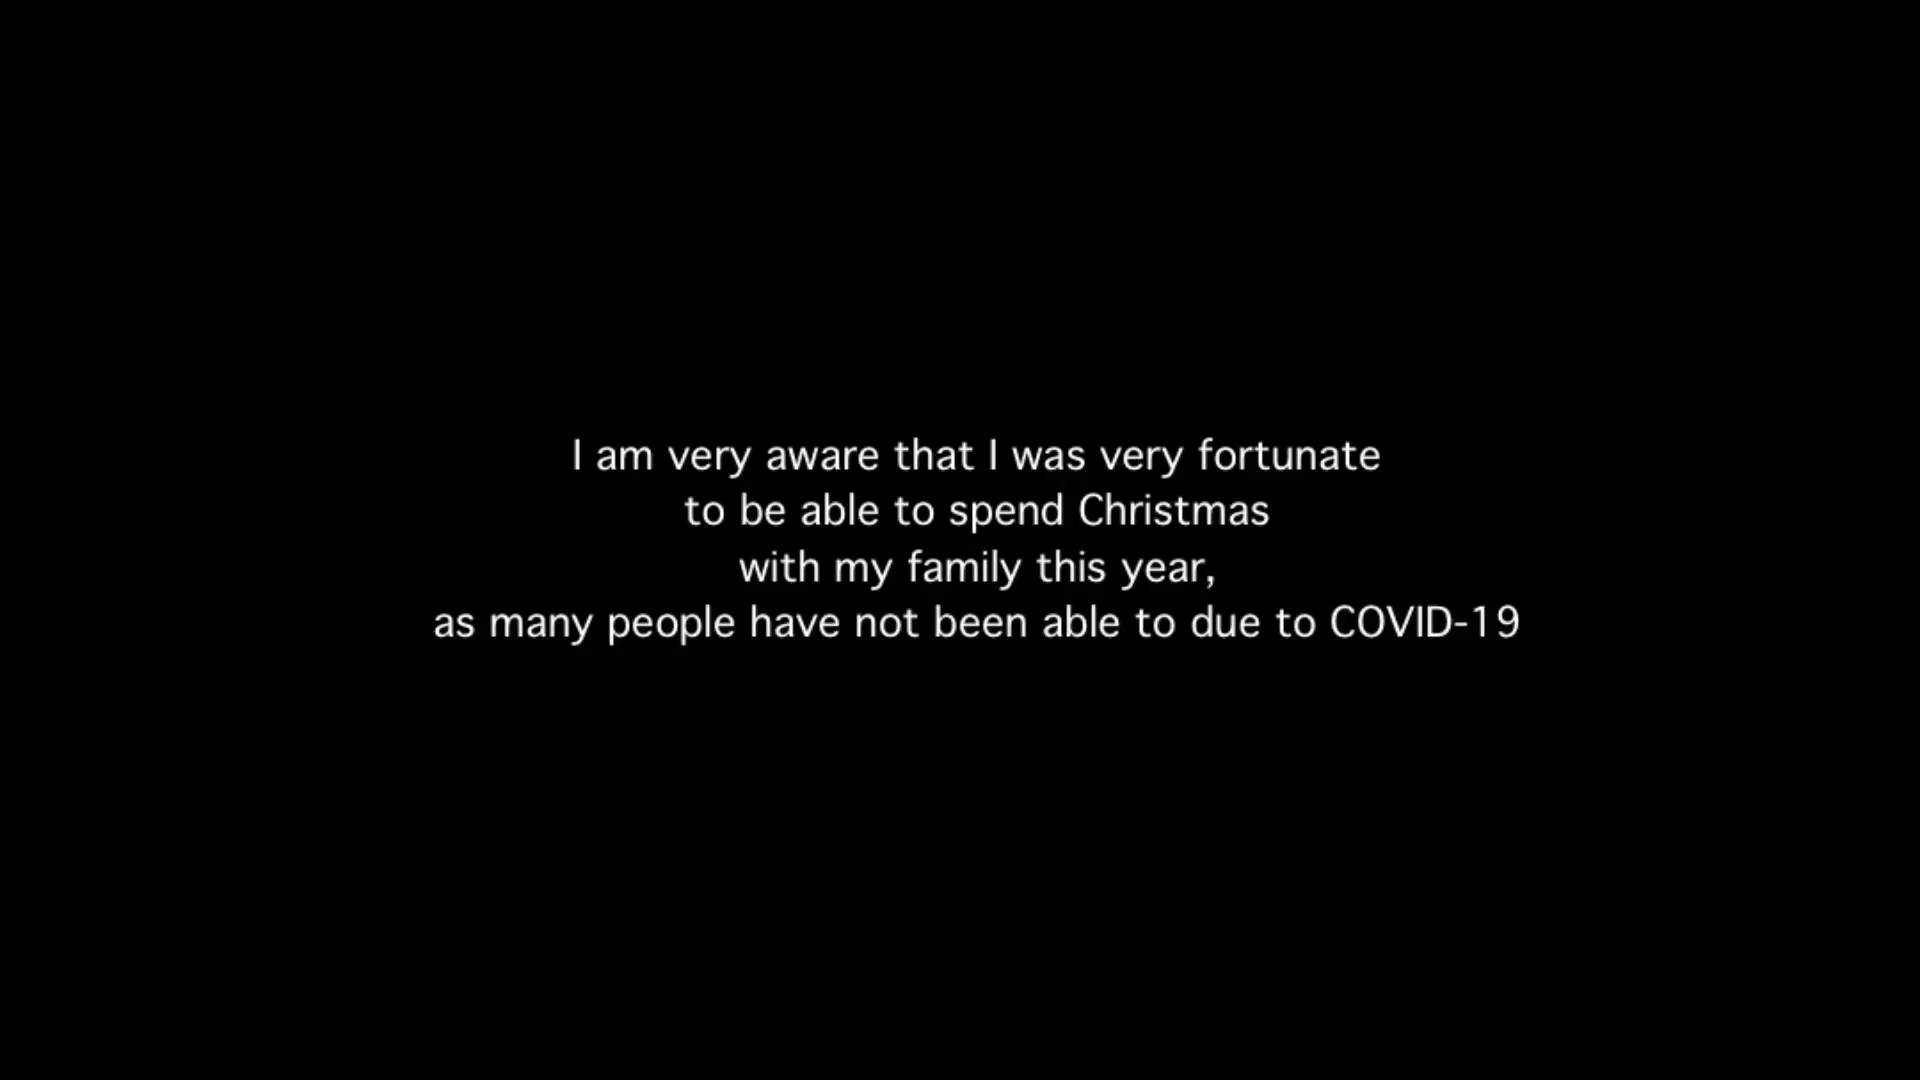 I am very aware that I was very fortunate
to be able to spend Christmas
with my family this year,
as many people have not been able to due to COVID-19